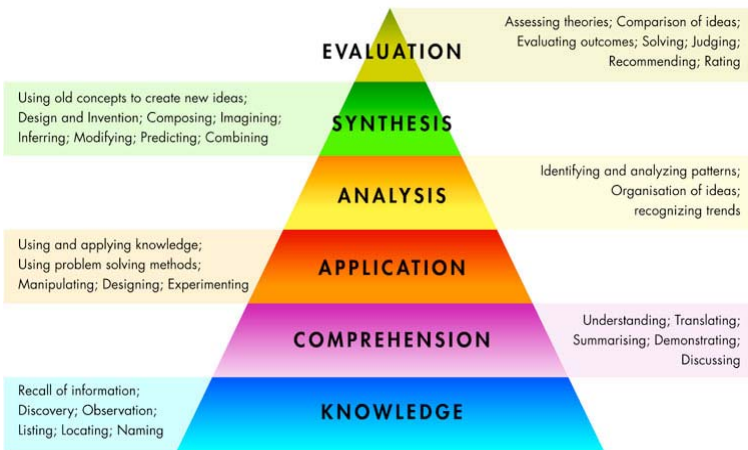 Assessing theories; Comparison of ideas;
Evaluating outcomes; Solving; Judging;
Recommending; Rating
EVALUATION
Using old concepts to create new ideas;
Design and Invention; Composing; Imagining;
Inferring; Modifying; Predicting; Combining
SYNTHESIS
Identifying and analyzing patterns;
Organisation of ideas;
recognizing trends
ANALYSIS
Using and applying knowledge;
Using problem solving methods;
Manipulating; Designing; Experimenting
APPLICATION
Understanding; Translating;
Summarising; Demonstrating;
Discussing
COMPREHENSION
Recall of information;
Discovery; Observation;
Listing; Locating; Naming
KNOWLEDGE